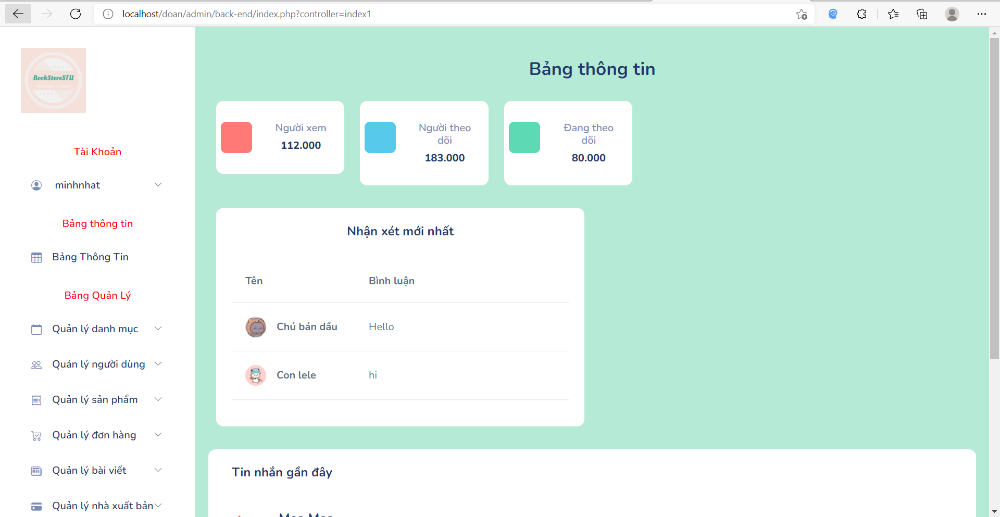 localhost/doan/admin/back-end/index.php?controller=index1
BookStoreSTU
Tài Khoản
minhnhat
Bảng thông tin
Bảng Thông Tin
Bảng Quản Lý
Quản lý danh mục
Quản lý người dùng
Quản lý sản phẩm
Quản lý đơn hàng
Quản lý bài viết
Quản lý nhà xuất bản
Bảng thông tin
Người xem
112.000
Người theo
dõi
183.000
Đang theo
dõi
80.000
Nhận xét mới nhất
Tên Bình luận
Chú bán dầu Hello
Con lele hi
Tin nhắn gần đây